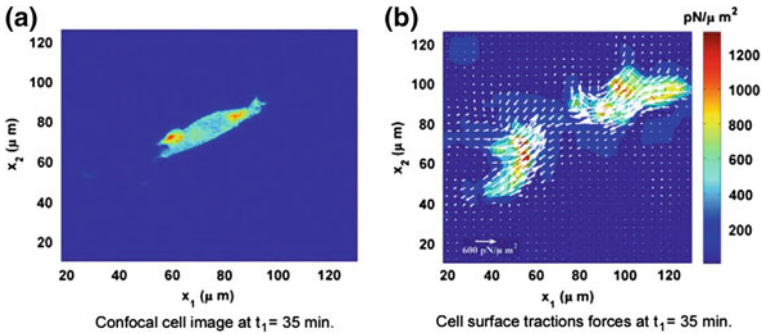 (a)
120
100
80
60
40
20
x2 (μ m)
20 40 60 80 100 120
x1 (μ m)
Confocal cell image at t1= 35 min.
(b)
pN/μ m2
120
100
80
60
40
20
x2 (μ m)
600 pN/μ m2
20 40 60 80 100 120
x1 (μ m)
1200
1000
800
600
400
200
Cell surface tractions forces at t1= 35 min.